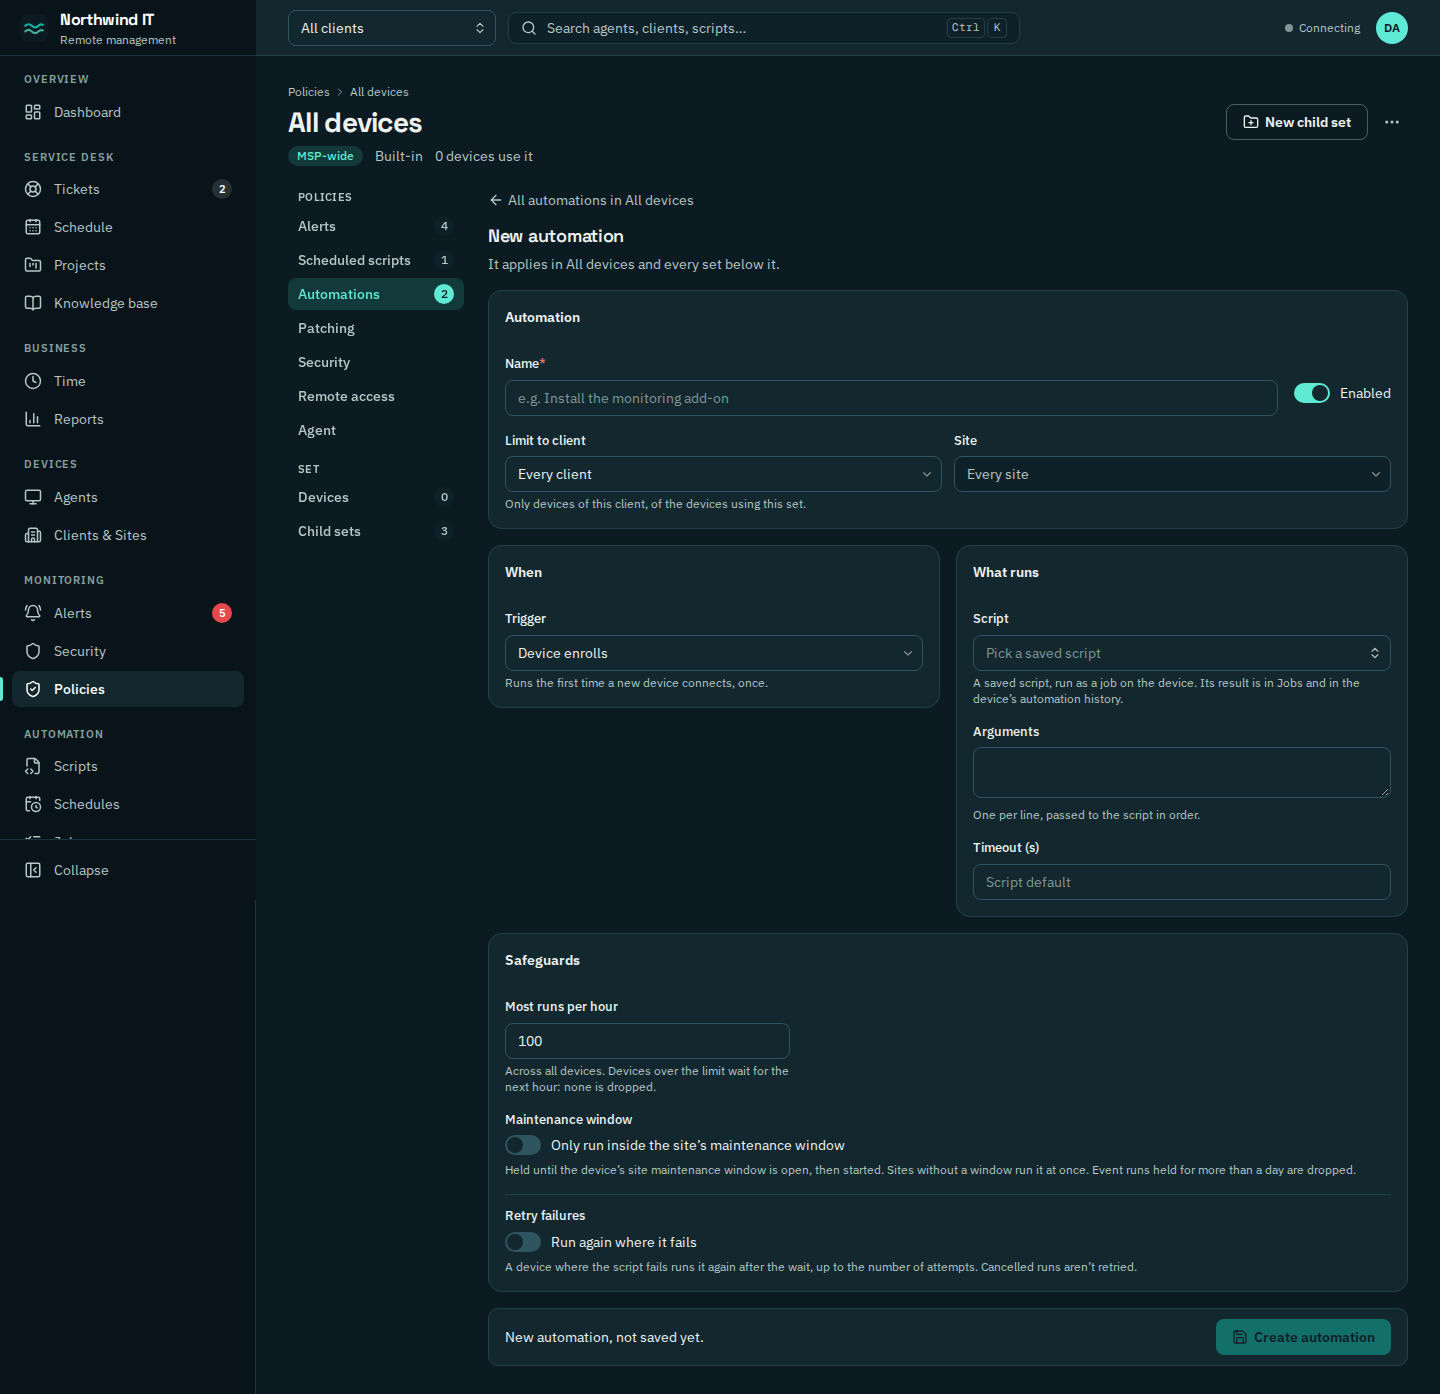 Northwind IT
Remote management
All clients
Search agents, clients, scripts...
Ctrl K
Connecting
DA
OVERVIEW
Dashboard
SERVICE DESK
Tickets 2
Schedule
Projects
Knowledge base
BUSINESS
Time
Reports
DEVICES
Agents
Clients & Sites
MONITORING
Alerts 5
Security
Policies
AUTOMATION
Scripts
Schedules
Collapse
Policies > All devices
All devices
MSP-wide Built-in 0 devices use it
New child set
POLICIES
Alerts 4
Scheduled scripts 1
Automations 2
Patching
Security
Remote access
Agent
SET
Devices 0
Child sets 3
← All automations in All devices
New automation
It applies in All devices and every set below it.
Automation
Name*
e.g. Install the monitoring add-on
Enabled
Limit to client
Every client
Only devices of this client, of the devices using this set.
Site
Every site
When
Trigger
Device enrolls
Runs the first time a new device connects, once.
What runs
Script
Pick a saved script
A saved script, run as a job on the device. Its result is in Jobs and in the
device’s automation history.
Arguments
One per line, passed to the script in order.
Timeout (s)
Script default
Safeguards
Most runs per hour
100
Across all devices. Devices over the limit wait for the
next hour: none is dropped.
Maintenance window
Only run inside the site’s maintenance window
Held until the device’s site maintenance window is open, then started. Sites without a window run it at once. Event runs held for more than a day are dropped.
Retry failures
Run again where it fails
A device where the script fails runs it again after the wait, up to the number of attempts. Cancelled runs aren’t retried.
New automation, not saved yet.
Create automation